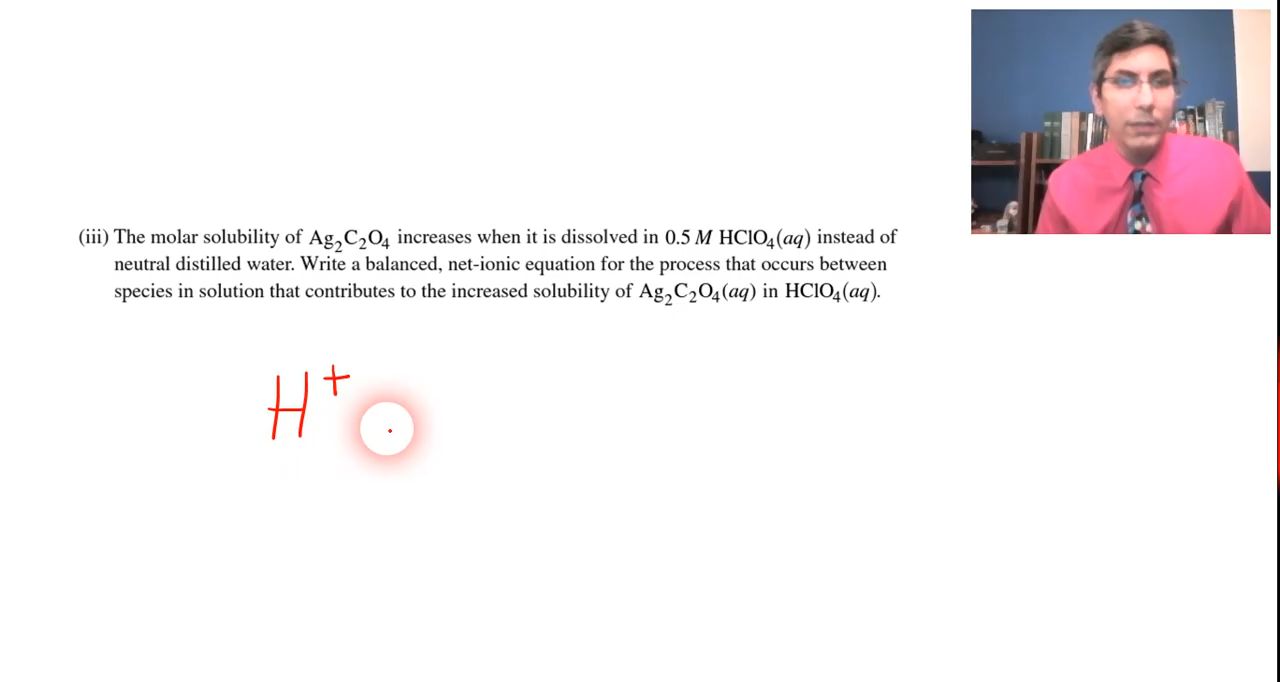 (iii) The molar solubility of Ag₂C₂O₄ increases when it is dissolved in 0.5 M HClO₄(aq) instead of
neutral distilled water. Write a balanced, net-ionic equation for the process that occurs between
species in solution that contributes to the increased solubility of Ag₂C₂O₄(aq) in HClO₄(aq).
H⁺